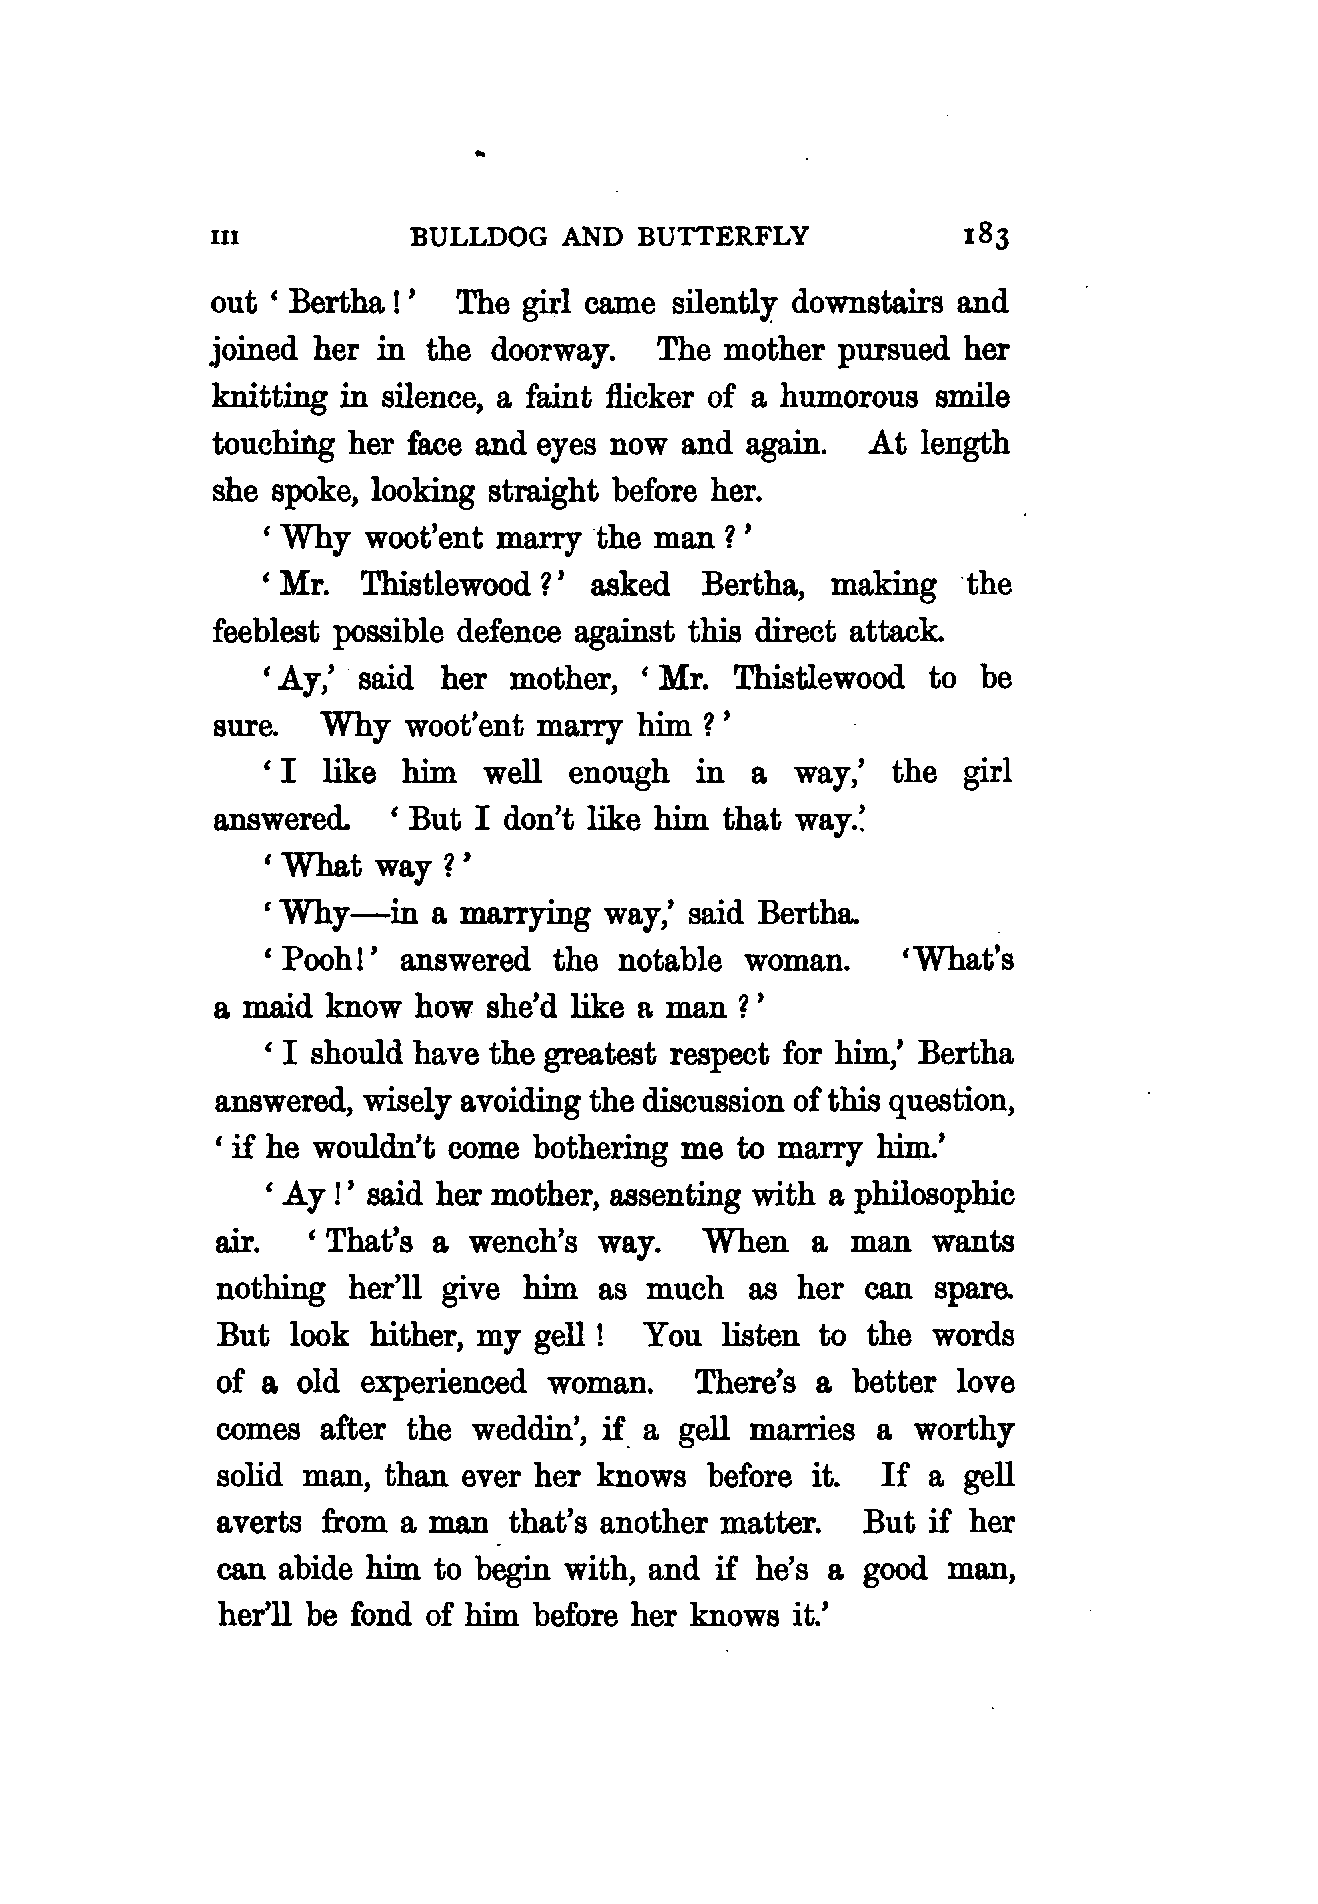 III BULLDOG AND BUTTERFLY 183
out ‘ Bertha ! ’ The girl came silently downstairs and
joined her in the doorway. The mother pursued her
knitting in silence, a faint flicker of a humorous smile
touching her face and eyes now and again. At length
she spoke, looking straight before her.
‘ Why woot’ent marry the man ? ’
‘ Mr. Thistlewood ? ’ asked Bertha, making the
feeblest possible defence against this direct attack.
‘ Ay,’ said her mother, ‘ Mr. Thistlewood to be
sure. Why woot’ent marry him ? ’
‘ I like him well enough in a way,’ the girl
answered. ‘ But I don’t like him that way.’
‘ What way ? ’
‘ Why—in a marrying way,’ said Bertha.
‘ Pooh! ’ answered the notable woman. ‘What’s
a maid know how she’d like a man ? ’
‘ I should have the greatest respect for him,’ Bertha
answered, wisely avoiding the discussion of this question,
‘ if he wouldn’t come bothering me to marry him.’
‘ Ay ! ’ said her mother, assenting with a philosophic
air. ‘ That’s a wench’s way. When a man wants
nothing her’ll give him as much as her can spare.
But look hither, my gell ! You listen to the words
of a old experienced woman. There’s a better love
comes after the weddin’, if a gell marries a worthy
solid man, than ever her knows before it. If a gell
averts from a man that’s another matter. But if her
can abide him to begin with, and if he’s a good man,
her’ll be fond of him before her knows it.’